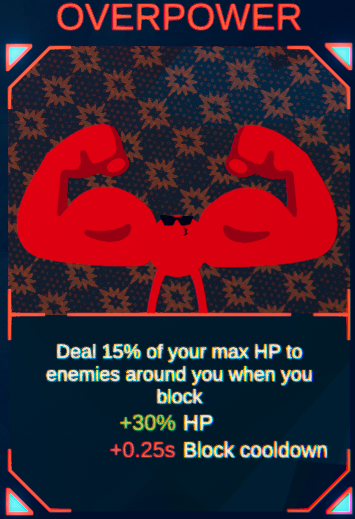 OVERPOWER
Deal 15% of your max HP to
enemies around you when you
block
+30% HP
+0.25s Block cooldown